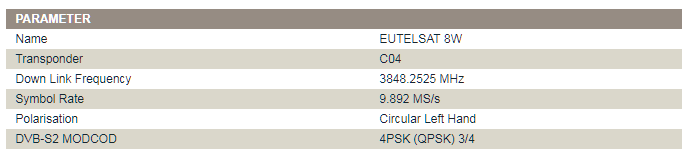 PARAMETER
Name EUTELSAT 8W
Transponder C04
Down Link Frequency 3848.2525 MHz
Symbol Rate 9.892 MS/s
Polarisation Circular Left Hand
DVB-S2 MODCOD 4PSK (QPSK) 3/4